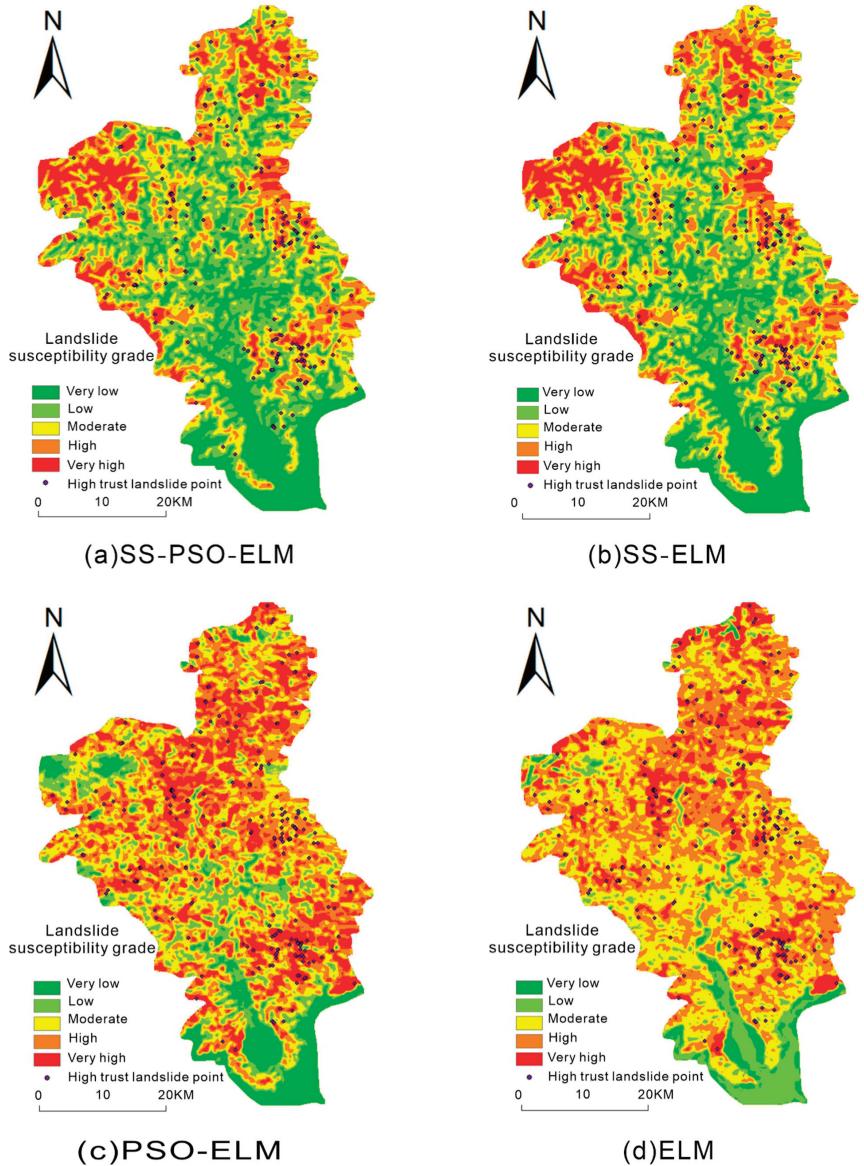 N
Landslide
susceptibility grade
Very low
Low
Moderate
High
Very high
High trust landslide point
0 10 20KM
(a)SS-PSO-ELM
N
Landslide
susceptibility grade
Very low
Low
Moderate
High
Very high
High trust landslide point
0 10 20KM
(b)SS-ELM
N
Landslide
susceptibility grade
Very low
Low
Moderate
High
Very high
High trust landslide point
0 10 20KM
(c)PSO-ELM
N
Landslide
susceptibility grade
Very low
Low
Moderate
High
Very high
High trust landslide point
0 10 20KM
(d)ELM